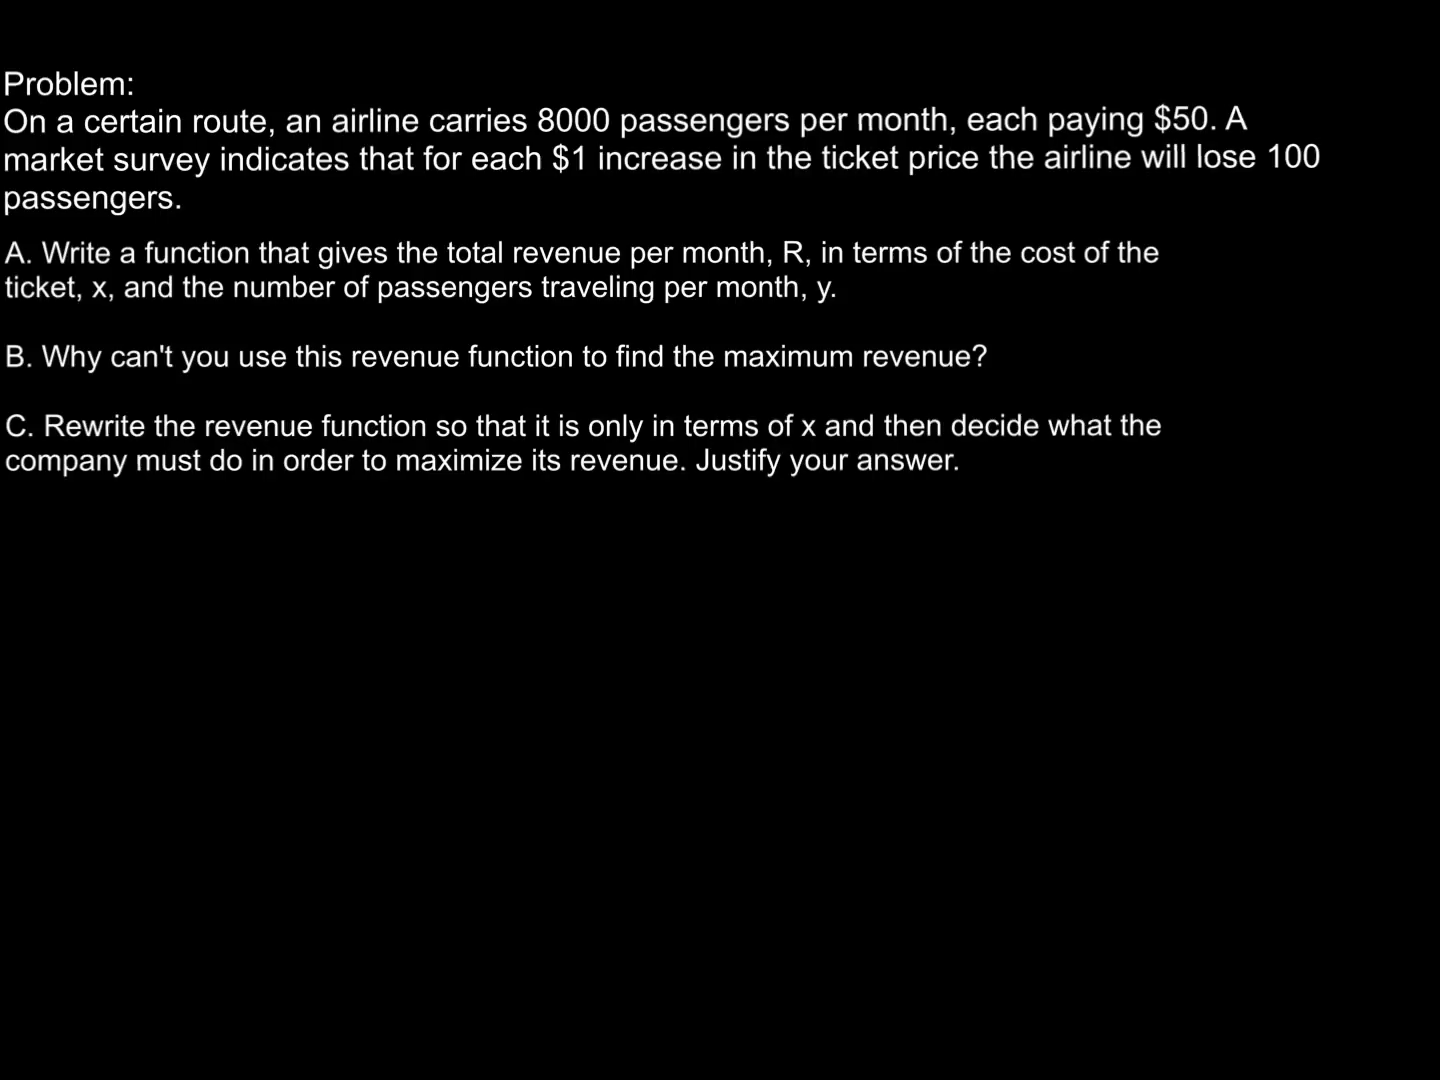 Problem:
On a certain route, an airline carries 8000 passengers per month, each paying $50. A
market survey indicates that for each $1 increase in the ticket price the airline will lose 100
passengers.
A. Write a function that gives the total revenue per month, R, in terms of the cost of the
ticket, x, and the number of passengers traveling per month, y.
B. Why can't you use this revenue function to find the maximum revenue?
C. Rewrite the revenue function so that it is only in terms of x and then decide what the
company must do in order to maximize its revenue. Justify your answer.